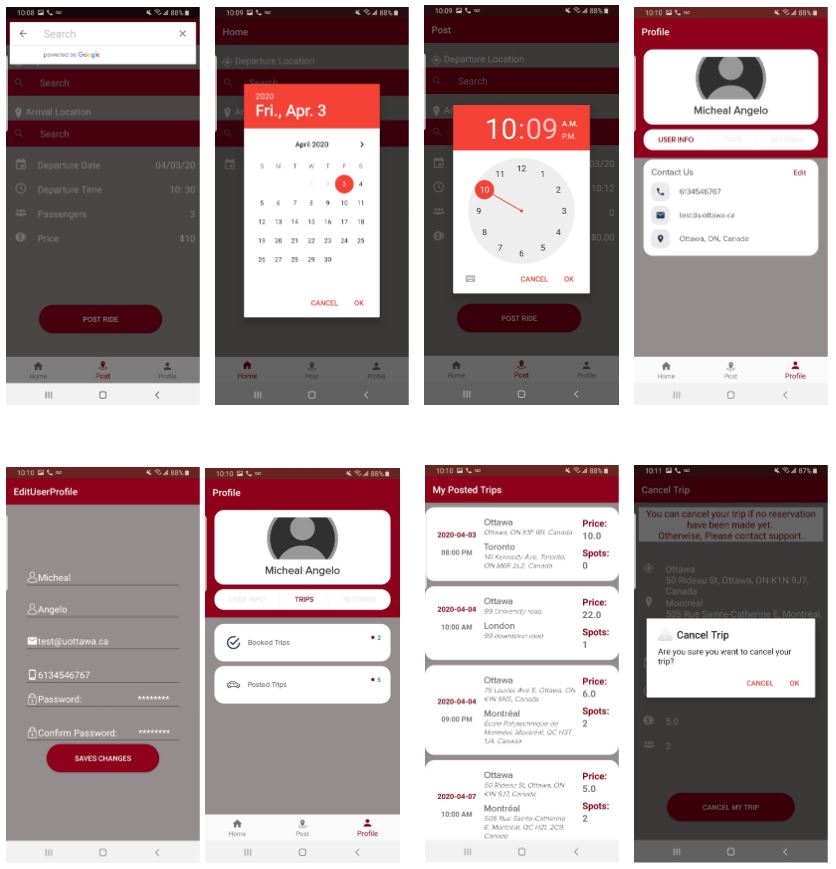 10:08
88%
Search
powered by Google
Search
Arrival Location
Search
Departure Date 04/03/20
Departure Time 10:30
Passengers 3
Price $10
POST RIDE
Home Post Profile
10:09
88%
Home
Departure Location
2020
Fri., Apr. 3
April 2020
S M T W T F S
1 2 3 4
5 6 7 8 9 10 11
12 13 14 15 16 17 18
19 20 21 22 23 24 25
26 27 28 29 30
CANCEL OK
Home Post Profile
10:09
88%
Post
Departure Location
Search
10:09 A.M.
P.M.
03/20
10:12
0
$0.00
12
11 1
10 2
9 3
8 4
7 5
6
CANCEL OK
POST RIDE
Home Post Profile
10:10
88%
Profile
Micheal Angelo
USER INFO TRIPS SETTINGS
Contact Us Edit
6134546767
test@uottawa.ca
Ottawa, ON, Canada
Home Post Profile
10:10
88%
EditUserProfile
Micheal
Angelo
test@uottawa.ca
6134546767
Password: ********
Confirm Password: ********
SAVES CHANGES
10:10
88%
Profile
Micheal Angelo
USER INFO TRIPS SETTINGS
Booked Trips 2
Posted Trips 5
Home Post Profile
10:10
88%
My Posted Trips
2020-04-03
08:00 PM
Ottawa
Ottawa, ON K1F 1B1, Canada
Toronto
141 Kennedy Ave, Toronto,
ON M6R 2L2, Canada
Price:
10.0
Spots:
0
2020-04-04
10:00 AM
Ottawa
99 University road
London
99 downtown road
Price:
22.0
Spots:
1
2020-04-04
09:00 PM
Ottawa
75 Laurier Ave E, Ottawa, ON
K1N 6N5, Canada
Montréal
École Polytechnique de
Montréal, Montreal, QC H3T
1J4, Canada
Price:
6.0
Spots:
2
2020-04-07
10:00 AM
Ottawa
50 Rideau St, Ottawa, ON
K1N 9J7, Canada
Montréal
505 Rue Sainte-Catherine
E, Montréal, QC H2L 2C9,
Canada
Price:
5.0
Spots:
2
10:11
87%
Cancel Trip
You can cancel your trip if no reservation
have been made yet.
Otherwise, Please contact support..
Ottawa
50 Rideau St, Ottawa, ON K1N 9J7,
Canada
Montréal
505 Rue Sainte-Catherine E, Montréal,
Cancel Trip
Are you sure you want to cancel your
trip?
CANCEL OK
5.0
2
CANCEL MY TRIP